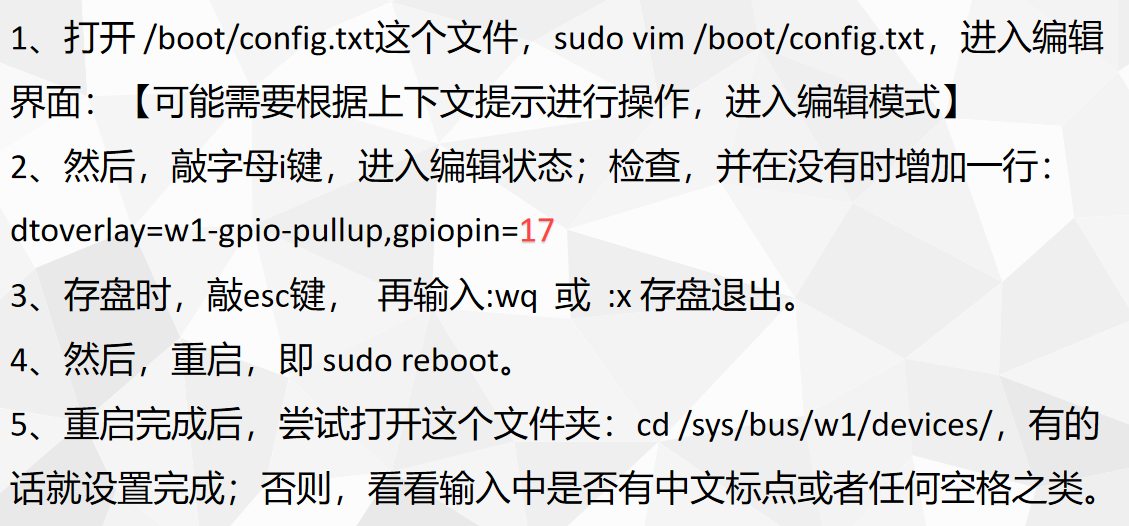 1、打开 /boot/config.txt这个文件，sudo vim /boot/config.txt，进入编辑
界面：【可能需要根据上下文提示进行操作，进入编辑模式】
2、然后，敲字母i键，进入编辑状态；检查，并在没有时增加一行：
dtoverlay=w1-gpio-pullup,gpiopin=17
3、存盘时，敲esc键， 再输入:wq 或 :x 存盘退出。
4、然后，重启，即 sudo reboot。
5、重启完成后，尝试打开这个文件夹：cd /sys/bus/w1/devices/，有的
话就设置完成；否则，看看输入中是否有中文标点或者任何空格之类。